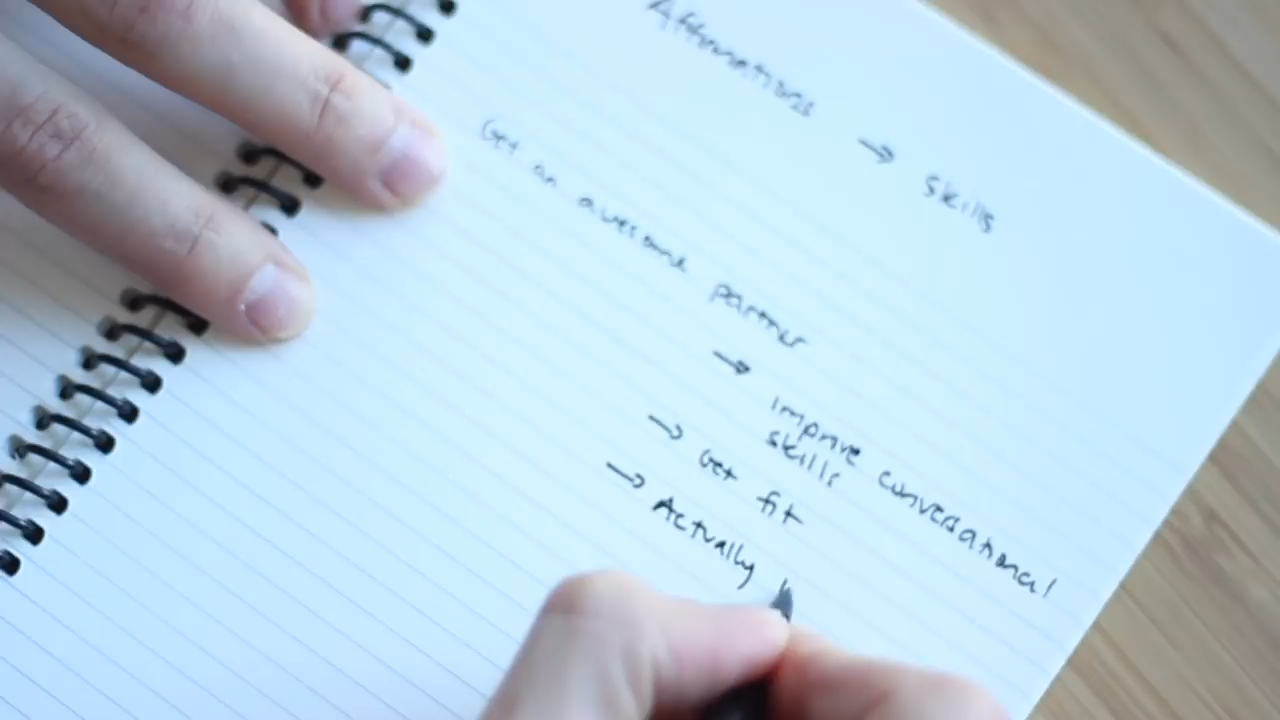 Affirmations → skills
Get an awesome partner
→ improve conversational
skills
→ Get fit
→ Actually